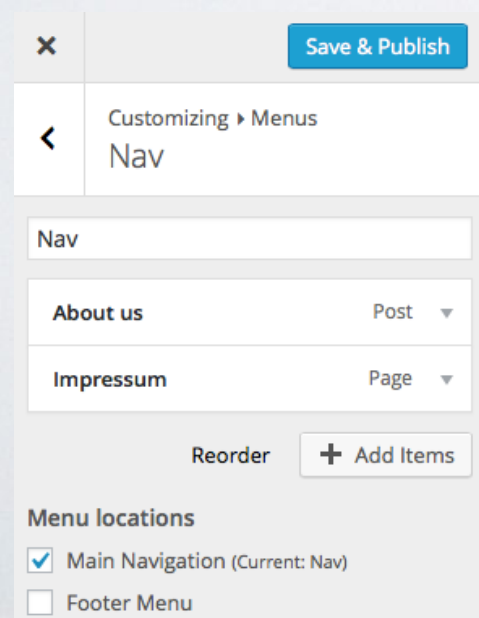 Save & Publish
Customizing ▸ Menus
Nav
Nav
About us Post
Impressum Page
Reorder + Add Items
Menu locations
Main Navigation (Current: Nav)
Footer Menu